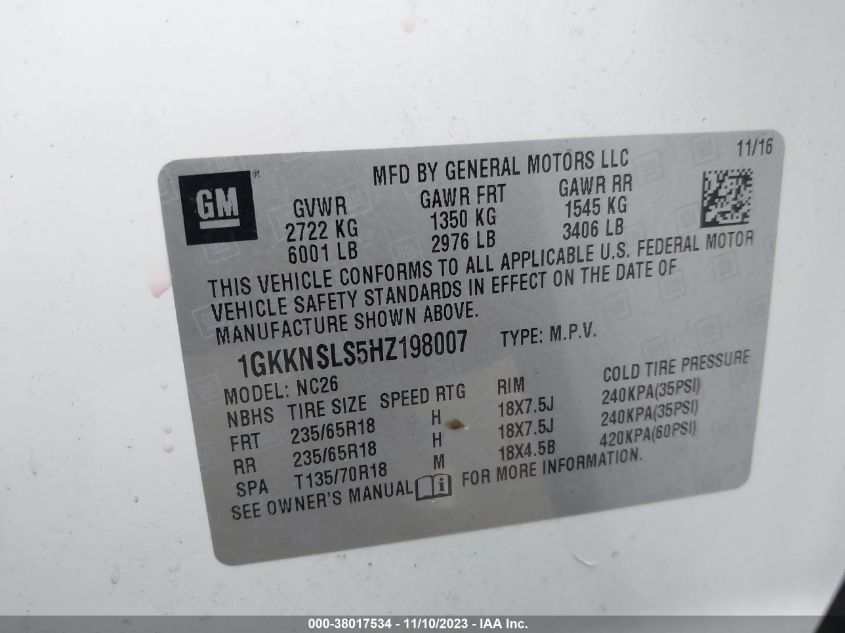 MFD BY GENERAL MOTORS LLC 11/16
GM ®
GVWR GAWR FRT GAWR RR
2722 KG 1350 KG 1545 KG
6001 LB 2976 LB 3406 LB
THIS VEHICLE CONFORMS TO ALL APPLICABLE U.S. FEDERAL MOTOR
VEHICLE SAFETY STANDARDS IN EFFECT ON THE DATE OF
MANUFACTURE SHOWN ABOVE.
1GKKNSLS5HZ198007 TYPE: M.P.V.
MODEL: NC26
NBHS TIRE SIZE SPEED RTG RIM COLD TIRE PRESSURE
FRT 235/65R18 H 18X7.5J 240KPA(35PSI)
RR 235/65R18 H 18X7.5J 240KPA(35PSI)
SPA T135/70R18 M 18X4.5B 420KPA(60PSI)
SEE OWNER'S MANUAL i FOR MORE INFORMATION.
000-38017534 - 11/10/2023 - IAA Inc.